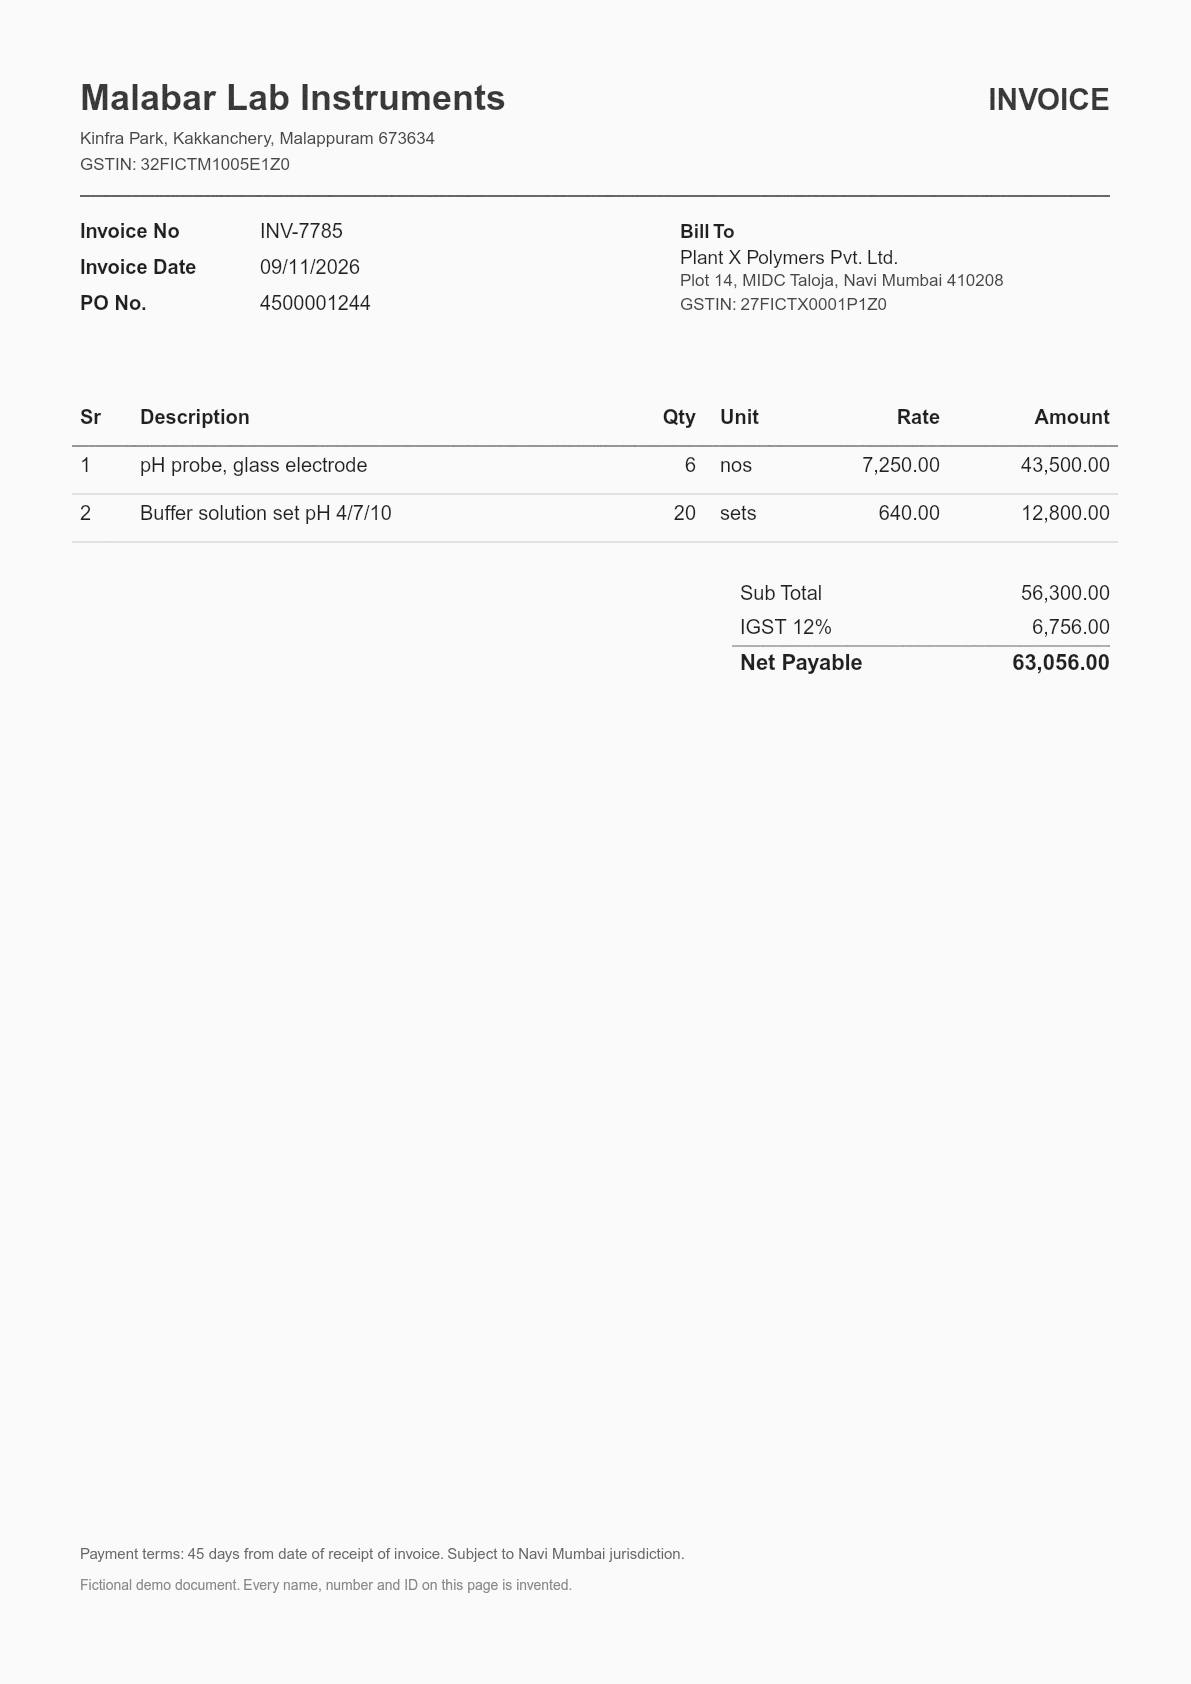 Malabar Lab Instruments
INVOICE
Kinfra Park, Kakkanchery, Malappuram 673634
GSTIN: 32FICTM1005E1Z0
Invoice No INV-7785
Invoice Date 09/11/2026
PO No. 4500001244
Bill To
Plant X Polymers Pvt. Ltd.
Plot 14, MIDC Taloja, Navi Mumbai 410208
GSTIN: 27FICTX0001P1Z0
Sr Description Qty Unit Rate Amount
1 pH probe, glass electrode 6 nos 7,250.00 43,500.00
2 Buffer solution set pH 4/7/10 20 sets 640.00 12,800.00
Sub Total 56,300.00
IGST 12% 6,756.00
Net Payable 63,056.00
Payment terms: 45 days from date of receipt of invoice. Subject to Navi Mumbai jurisdiction.
Fictional demo document. Every name, number and ID on this page is invented.